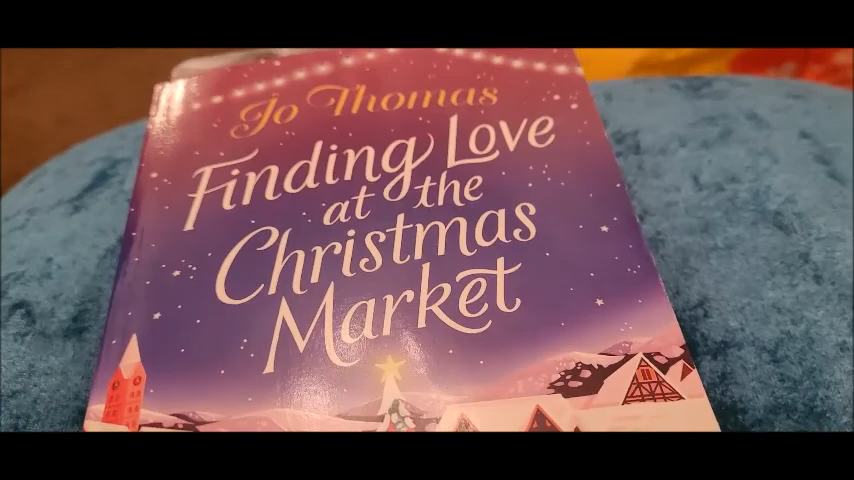 Jo Thomas
Finding Love
at the
Christmas
Market